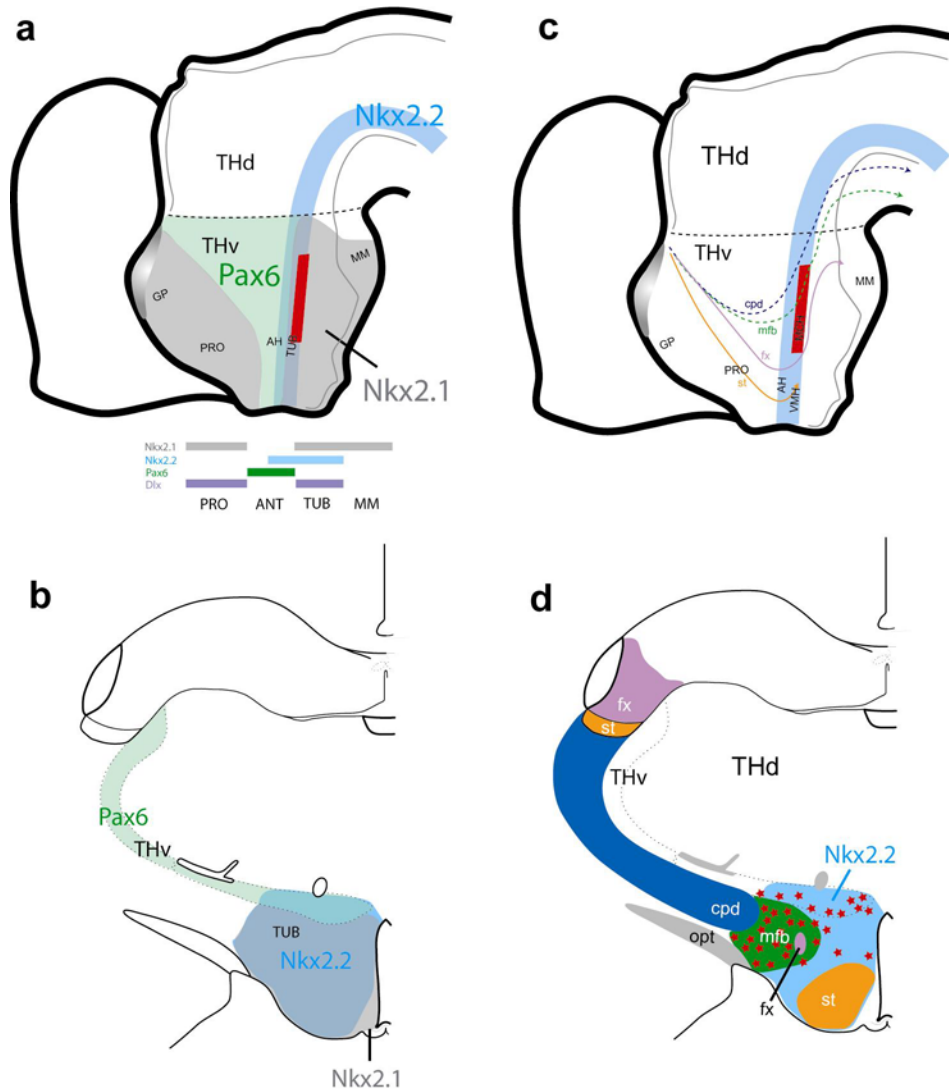 a
Nkx2.2
THd
THv
Pax6
MM
GP
PRO
AH
TUB
Nkx2.1
Nkx2.1
Nkx2.2
Pax6
Dlx
PRO ANT TUB MM
c
THd
THv
MM
cpd
mfb
GP
fx
PRO
st
AH
VMH
b
Pax6
THv
TUB
Nkx2.2
Nkx2.1
d
fx
st
THv
THd
Nkx2.2
cpd
opt
mfb
fx
st